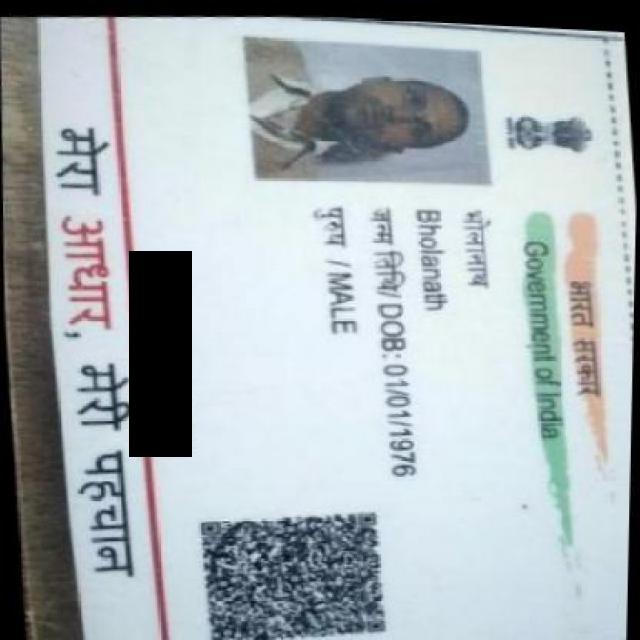 भारत सरकार
Government of India
भोलानाथ
Bholanath
जन्म तिथि/ DOB: 01/01/1976
पुरुष / MALE
मेरा आधार, मेरी पहचान